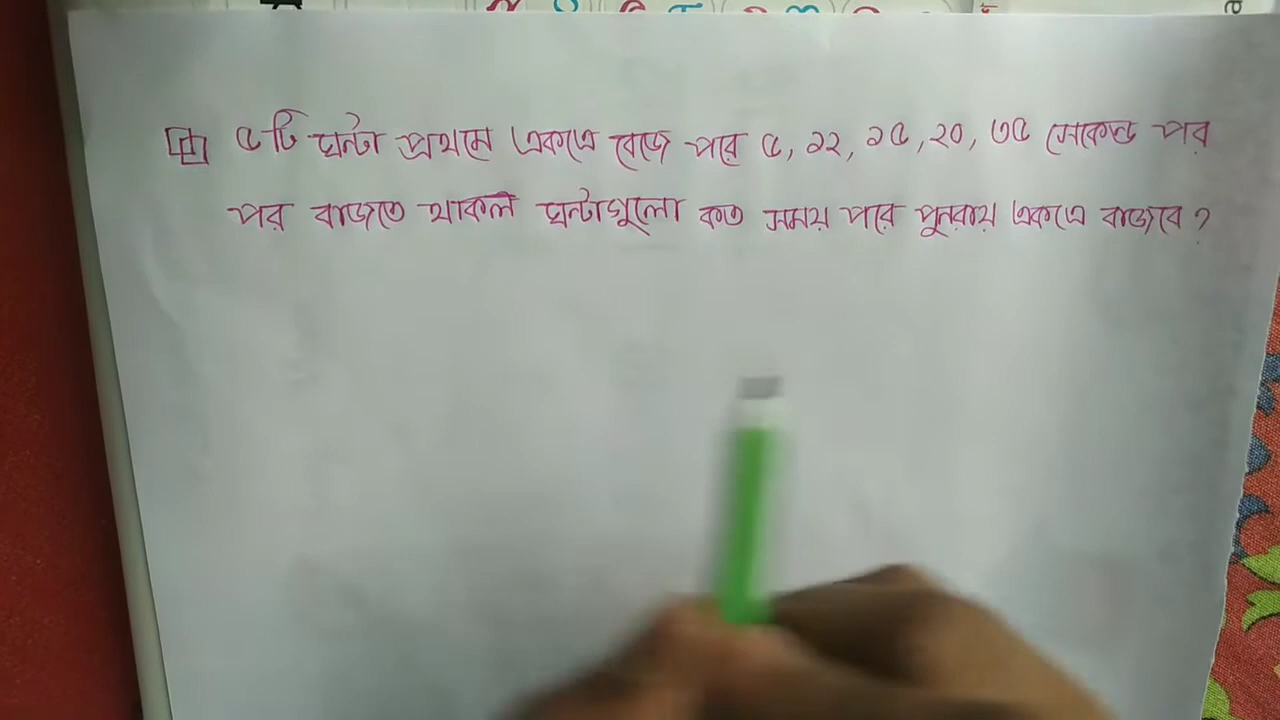 ৫ টি ঘন্টা প্রথমে একত্রে বেজে পরে ৫, ১২, ১৫, ২০, ৩৫ সেকেন্ড পর
পর বাজতে থাকলে ঘন্টাগুলো কত সময় পরে পুনরায় একত্রে বাজবে ?